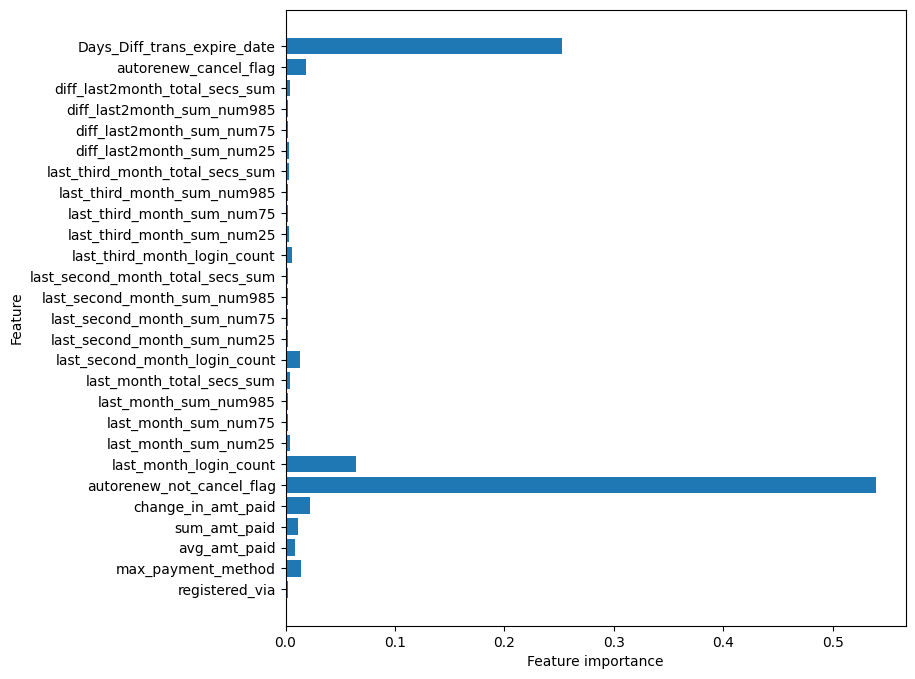 Days_Diff_trans_expire_date
autorenew_cancel_flag
diff_last2month_total_secs_sum
diff_last2month_sum_num985
diff_last2month_sum_num75
diff_last2month_sum_num25
last_third_month_total_secs_sum
last_third_month_sum_num985
last_third_month_sum_num75
last_third_month_sum_num25
last_third_month_login_count
last_second_month_total_secs_sum
last_second_month_sum_num985
last_second_month_sum_num75
last_second_month_sum_num25
last_second_month_login_count
last_month_total_secs_sum
last_month_sum_num985
last_month_sum_num75
last_month_sum_num25
last_month_login_count
autorenew_not_cancel_flag
change_in_amt_paid
sum_amt_paid
avg_amt_paid
max_payment_method
registered_via
Feature
0.0 0.1 0.2 0.3 0.4 0.5
Feature importance